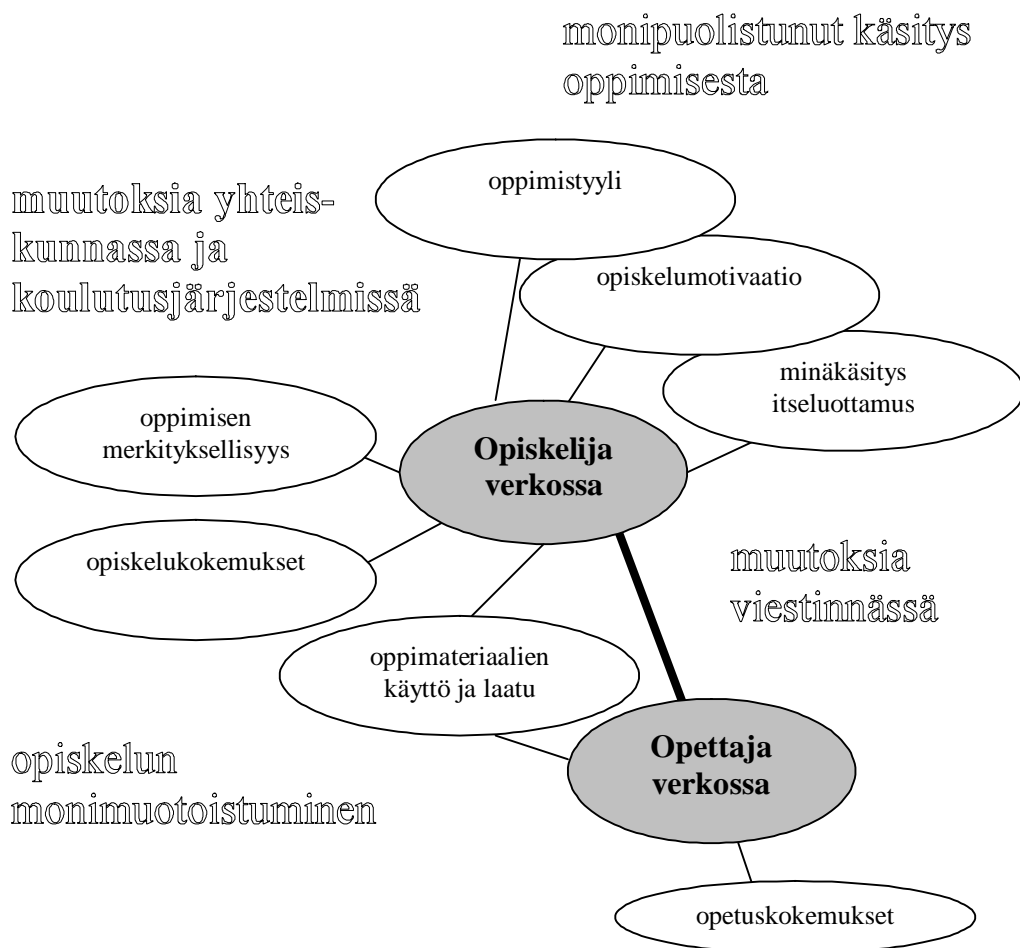 monipuolistunut käsitys
oppimisesta
oppimistyyli
muutoksia yhteis-
kunnassa ja
koulutusjärjestelmissä
opiskelumotivaatio
minäkäsitys
itseluottamus
oppimisen
merkityksellisyys
Opiskelija
verkossa
opiskelukokemukset
muutoksia
viestinnässä
oppimateriaalien
käyttö ja laatu
Opettaja
verkossa
opiskelun
monimuotoistuminen
opetuskokemukset